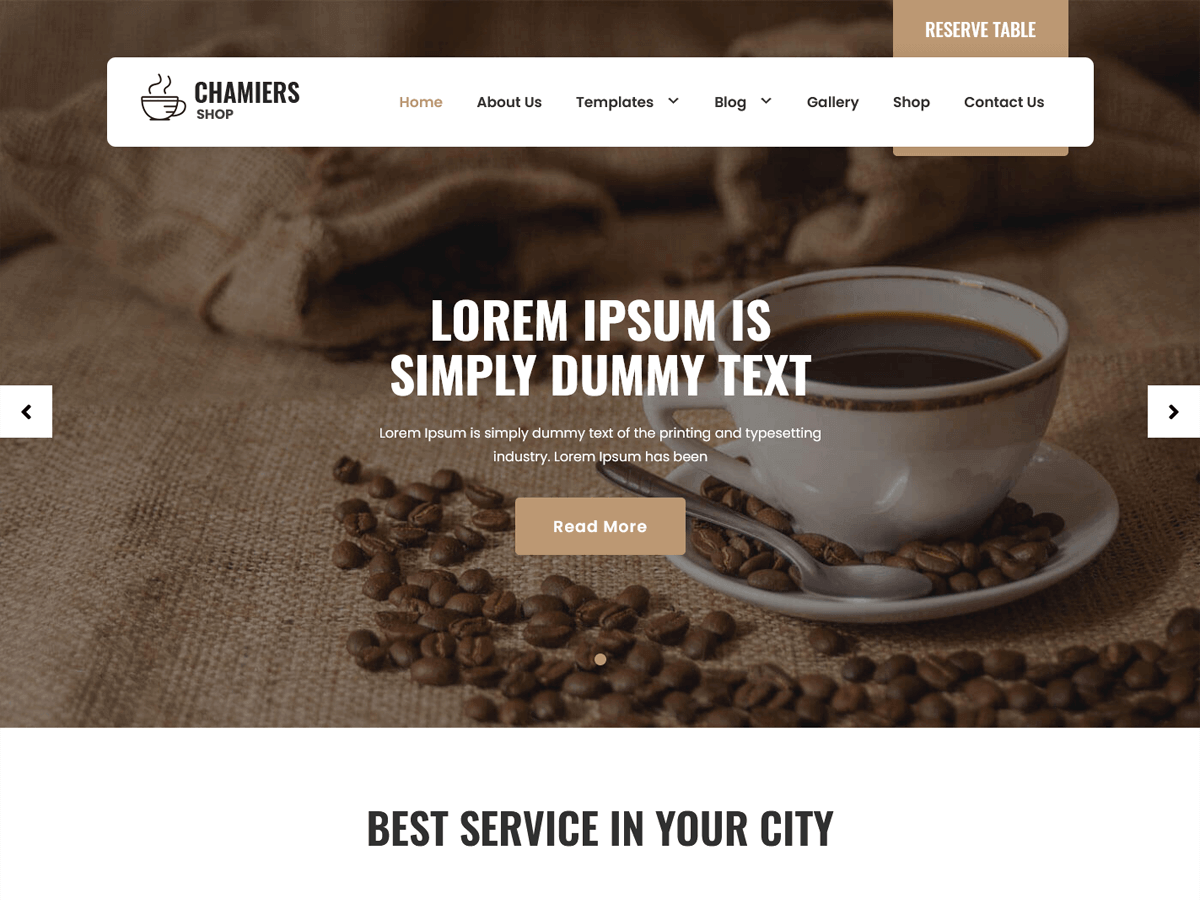 RESERVE TABLE
CHAMIERS
SHOP
Home About Us Templates Blog Gallery Shop Contact Us
LOREM IPSUM IS
SIMPLY DUMMY TEXT
Lorem Ipsum is simply dummy text of the printing and typesetting
industry. Lorem Ipsum has been
Read More
BEST SERVICE IN YOUR CITY